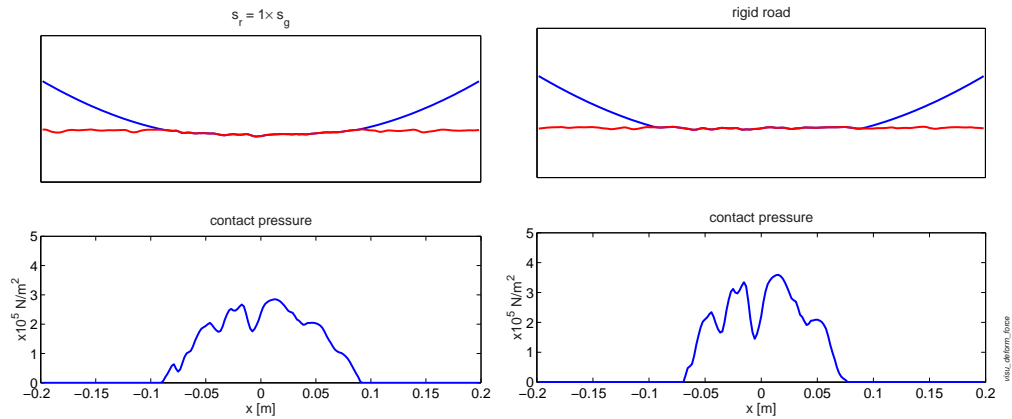 s_r = 1× s_g
rigid road
contact pressure
5
4
3
2
1
0
x10^5 N/m^2
−0.2 −0.15 −0.1 −0.05 0 0.05 0.1 0.15 0.2
x [m]
contact pressure
5
4
3
2
1
0
x10^5 N/m^2
−0.2 −0.15 −0.1 −0.05 0 0.05 0.1 0.15 0.2
x [m]
visu_deform_force